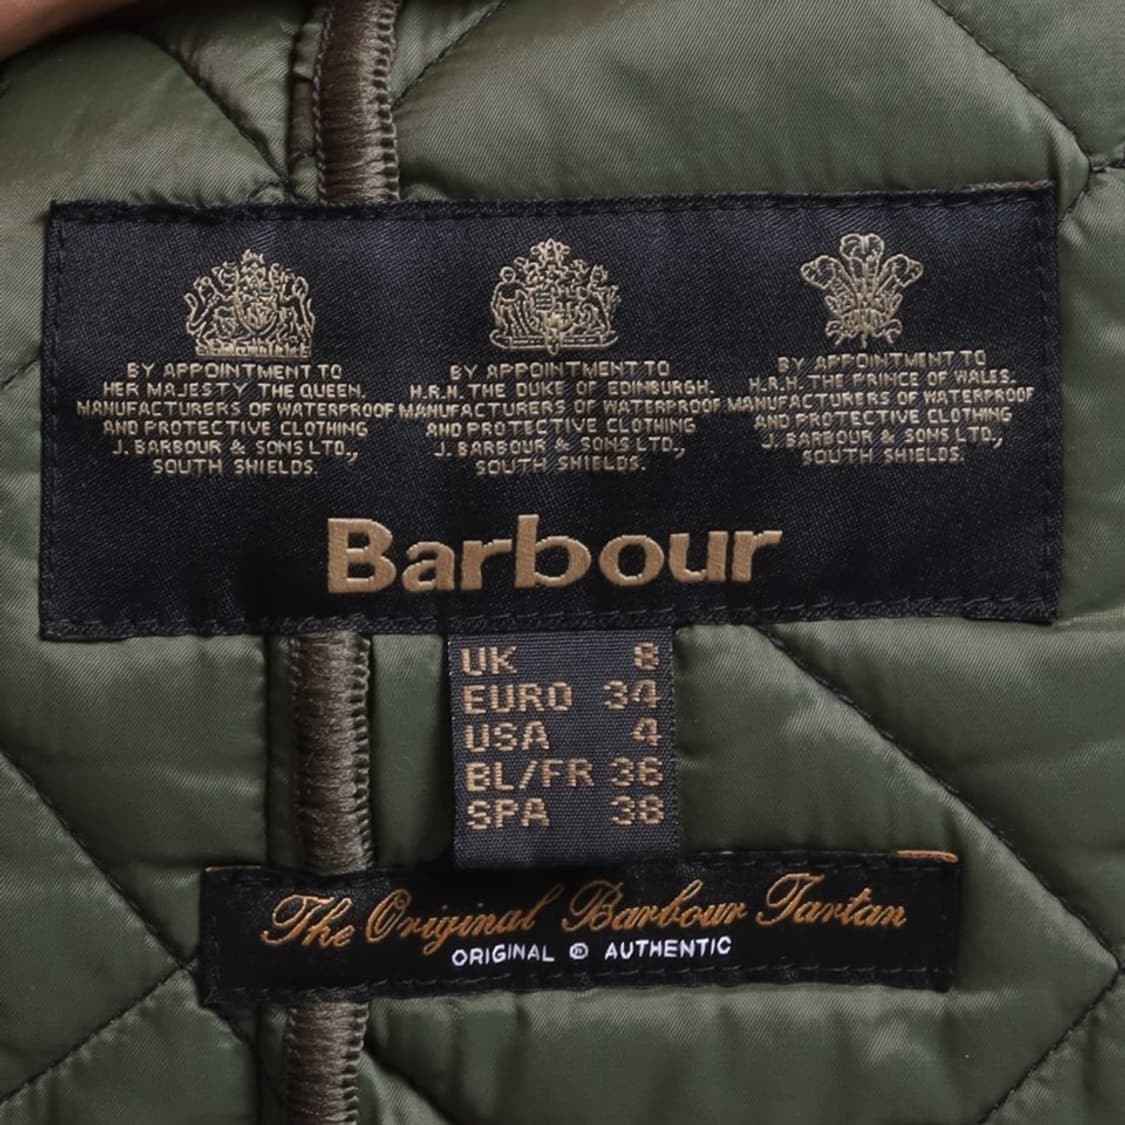 BY APPOINTMENT TO
HER MAJESTY THE QUEEN.
MANUFACTURERS OF WATERPROOF
AND PROTECTIVE CLOTHING
J. BARBOUR & SONS LTD.,
SOUTH SHIELDS.
BY APPOINTMENT TO
H.R.H. THE DUKE OF EDINBURGH.
MANUFACTURERS OF WATERPROOF
AND PROTECTIVE CLOTHING
J. BARBOUR & SONS LTD.,
SOUTH SHIELDS.
BY APPOINTMENT TO
H.R.H. THE PRINCE OF WALES.
MANUFACTURERS OF WATERPROOF
AND PROTECTIVE CLOTHING
J. BARBOUR & SONS LTD.,
SOUTH SHIELDS.
Barbour
UK 8
EURO 34
USA 4
BL/FR 36
SPA 38
The Original Barbour Tartan
ORIGINAL ® AUTHENTIC